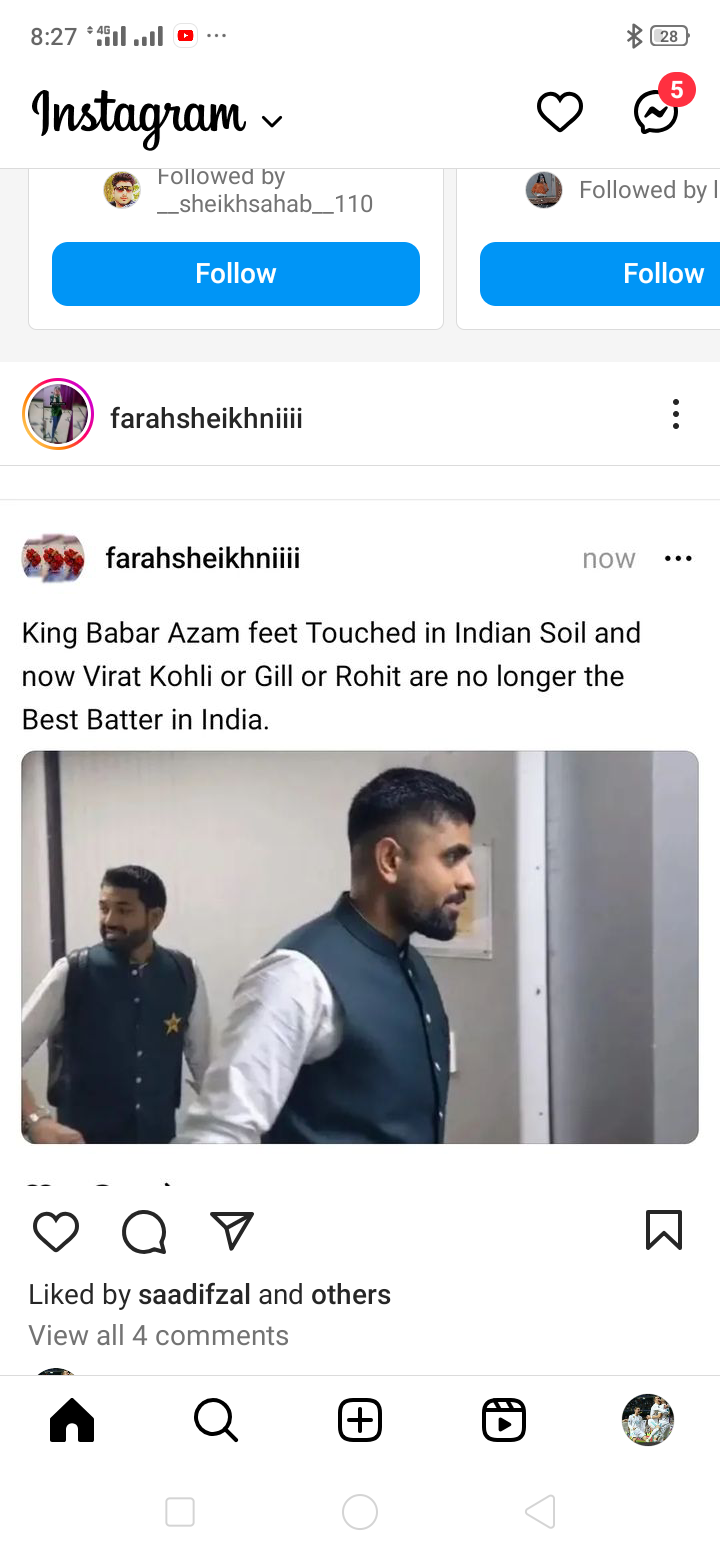 8:27 4G 28
Instagram
5
Followed by
__sheikhsahab__110
Followed by l
Follow
Follow
farahsheikhniiii
farahsheikhniiii now
King Babar Azam feet Touched in Indian Soil and
now Virat Kohli or Gill or Rohit are no longer the
Best Batter in India.
Liked by saadifzal and others
View all 4 comments